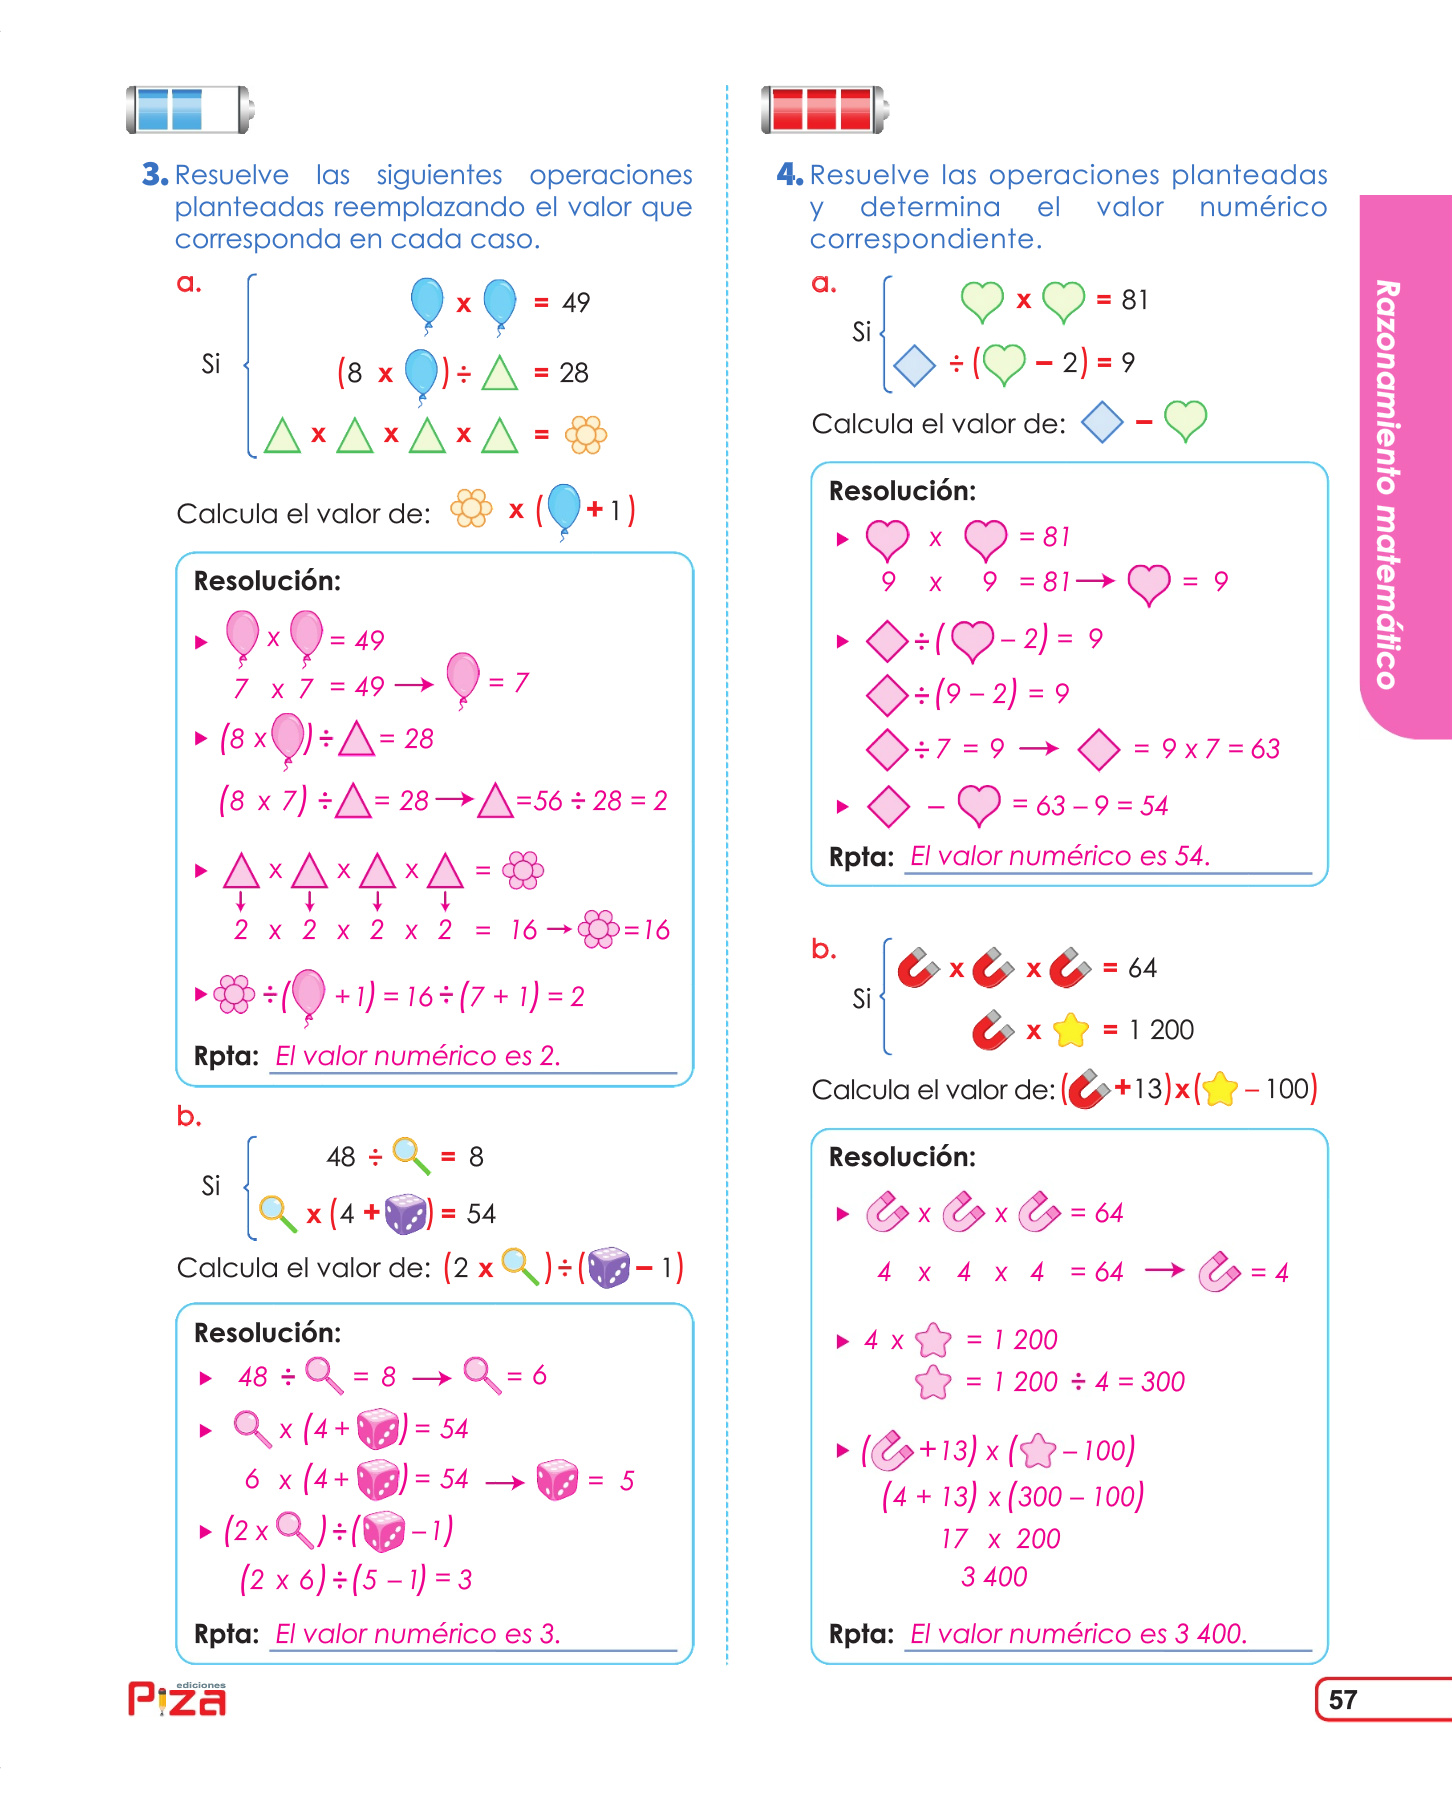 3. Resuelve las siguientes operaciones
planteadas reemplazando el valor que
corresponda en cada caso.
a.
x = 49
Si
(8 x ) ÷ = 28
x x x =
Calcula el valor de: x ( + 1)
Resolución:
x = 49
7 x 7 = 49 = 7
(8 x ) ÷ = 28
(8 x 7) ÷ = 28 =56 ÷ 28 = 2
x x x =
2 x 2 x 2 x 2 = 16 =16
÷( +1) = 16 ÷(7 + 1) = 2
Rpta: El valor numérico es 2.
b.
48 ÷ = 8
Si
x (4 + ) = 54
Calcula el valor de: (2 x ) ÷( – 1)
Resolución:
48 ÷ = 8 = 6
x (4 + ) = 54
6 x (4 + ) = 54 = 5
(2 x ) ÷( – 1)
(2 x 6) ÷(5 – 1) = 3
Rpta: El valor numérico es 3.
ediciones
Piza
4. Resuelve las operaciones planteadas
y determina el valor numérico
correspondiente.
a.
x = 81
Si
÷ ( – 2) = 9
Calcula el valor de: –
Resolución:
x = 81
9 x 9 = 81 = 9
÷( – 2) = 9
÷(9 – 2) = 9
÷7 = 9 = 9 x 7 = 63
– = 63 – 9 = 54
Rpta: El valor numérico es 54.
b.
x x = 64
Si
x = 1 200
Calcula el valor de: ( +13)x( – 100)
Resolución:
x x = 64
4 x 4 x 4 = 64 = 4
4 x = 1 200
= 1 200 ÷ 4 = 300
( +13) x ( – 100)
(4 + 13) x (300 – 100)
17 x 200
3 400
Rpta: El valor numérico es 3 400.
Razonamiento matemático
57